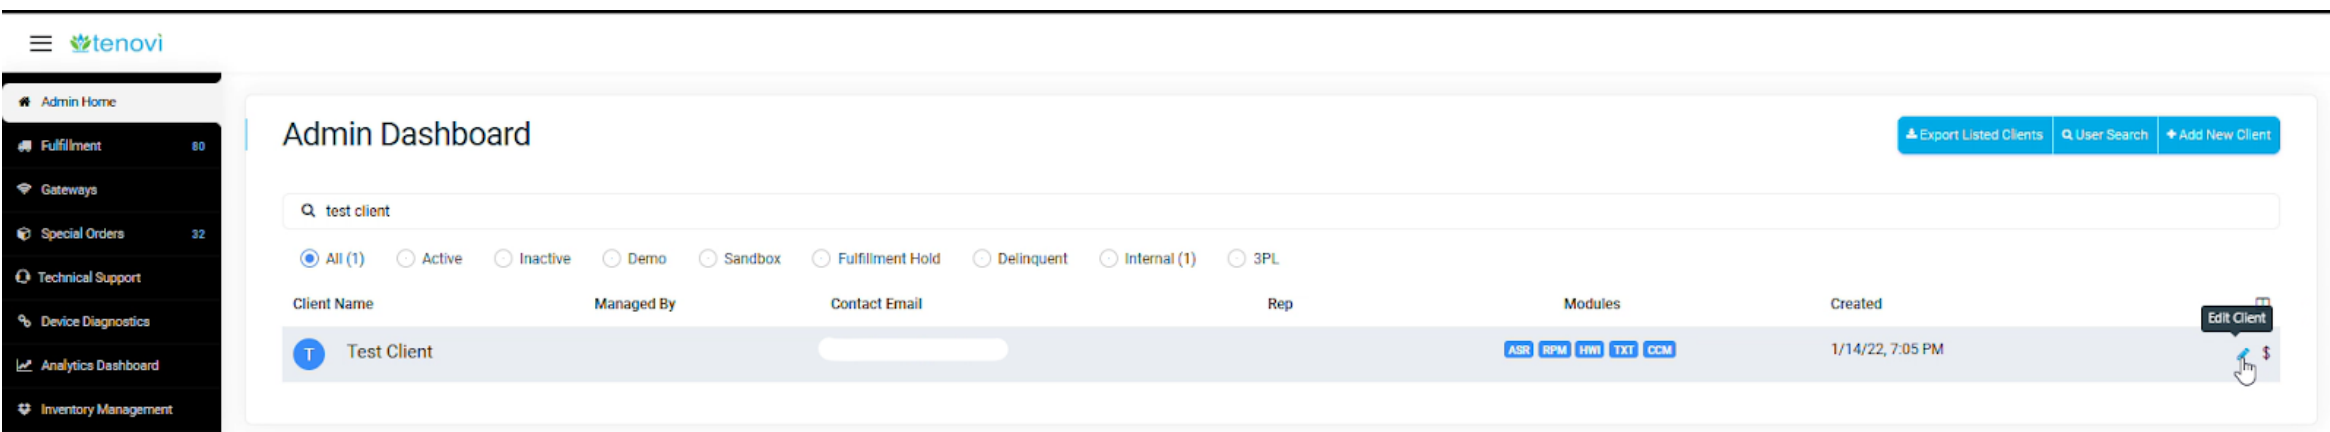 tenovi
Admin Home
Fulfillment 80
Gateways
Special Orders 32
Technical Support
Device Diagnostics
Analytics Dashboard
Inventory Management
Admin Dashboard
Export Listed Clients User Search Add New Client
test client
All (1) Active Inactive Demo Sandbox Fulfillment Hold Delinquent Internal (1) 3PL
Client Name Managed By Contact Email Rep Modules Created
Edit Client
T Test Client ASR RPM HWI TXT CCM 1/14/22, 7:05 PM $